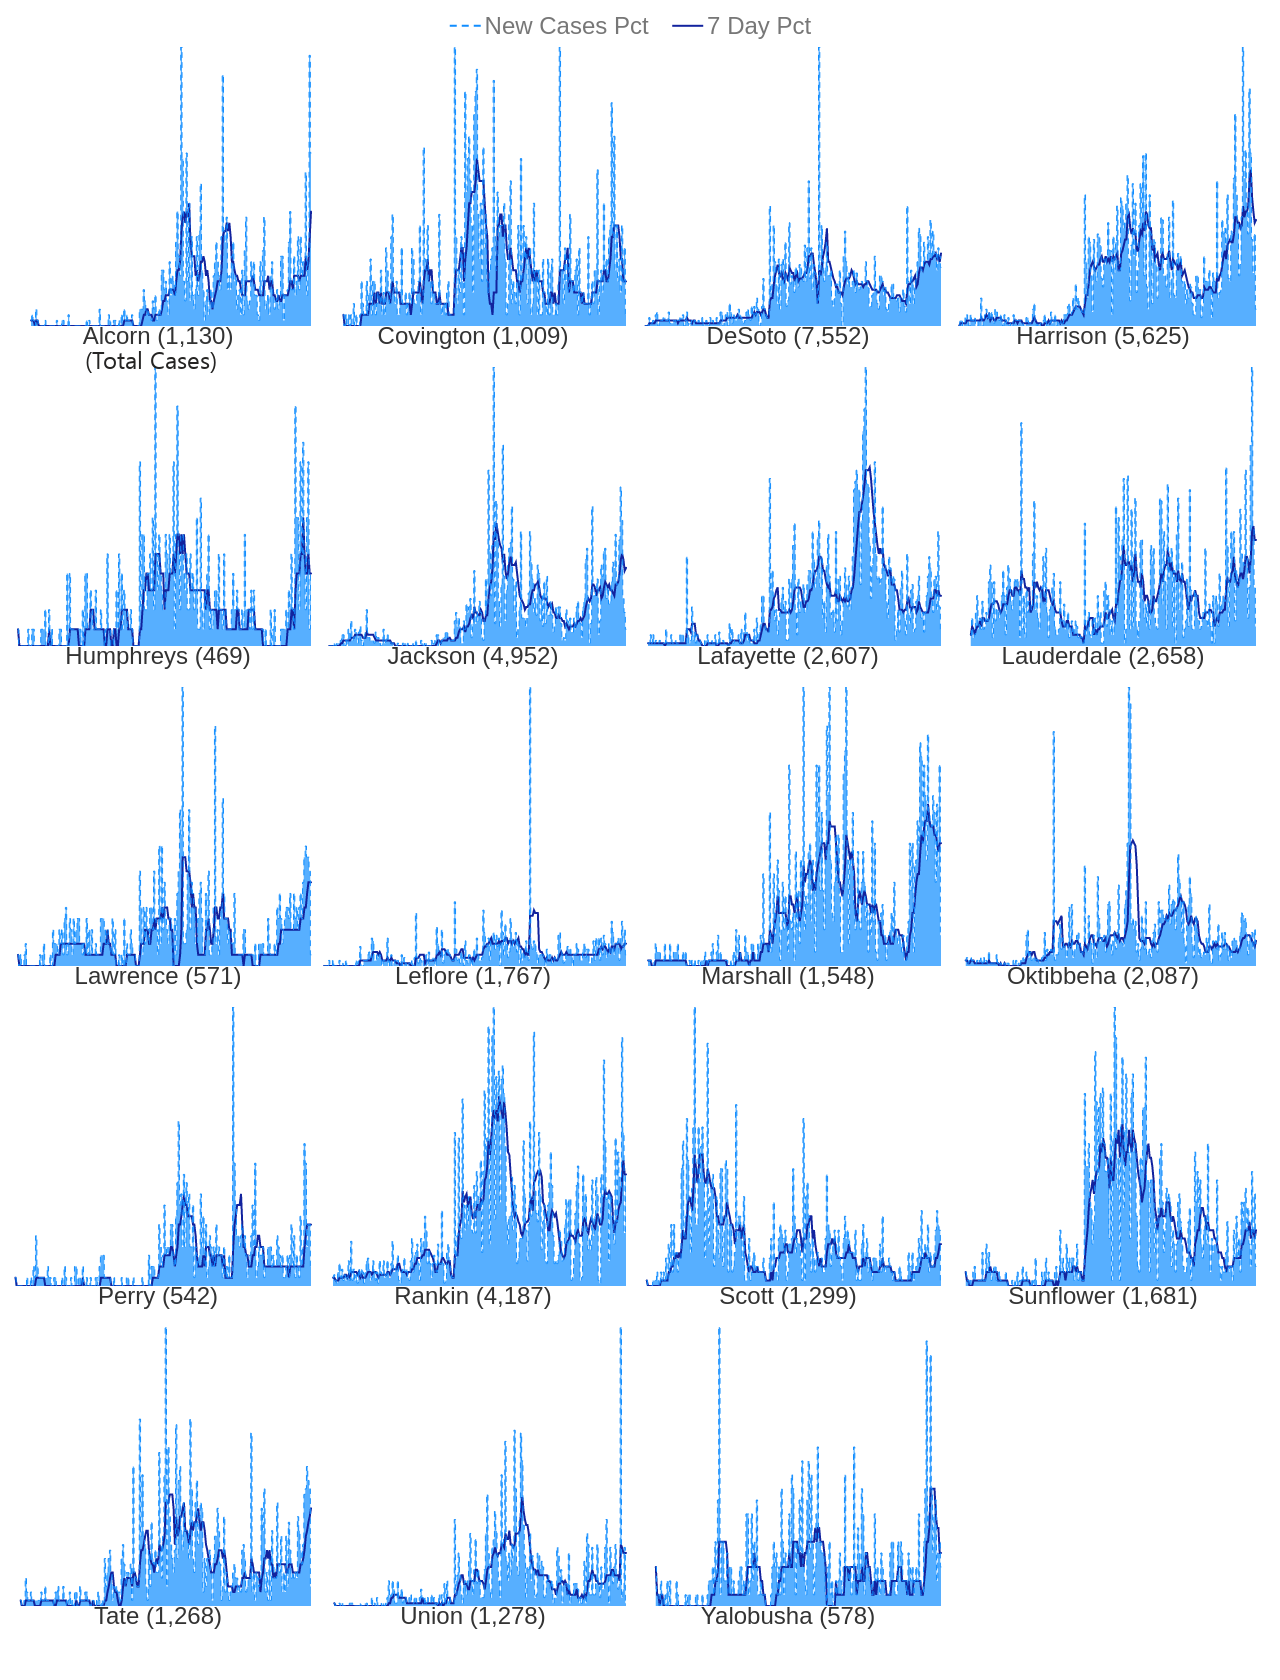 New Cases Pct 7 Day Pct
Alcorn (1,130) Covington (1,009) DeSoto (7,552) Harrison (5,625)
(Total Cases)
Humphreys (469) Jackson (4,952) Lafayette (2,607) Lauderdale (2,658)
Lawrence (571) Leflore (1,767) Marshall (1,548) Oktibbeha (2,087)
Perry (542) Rankin (4,187) Scott (1,299) Sunflower (1,681)
Tate (1,268) Union (1,278) Yalobusha (578)